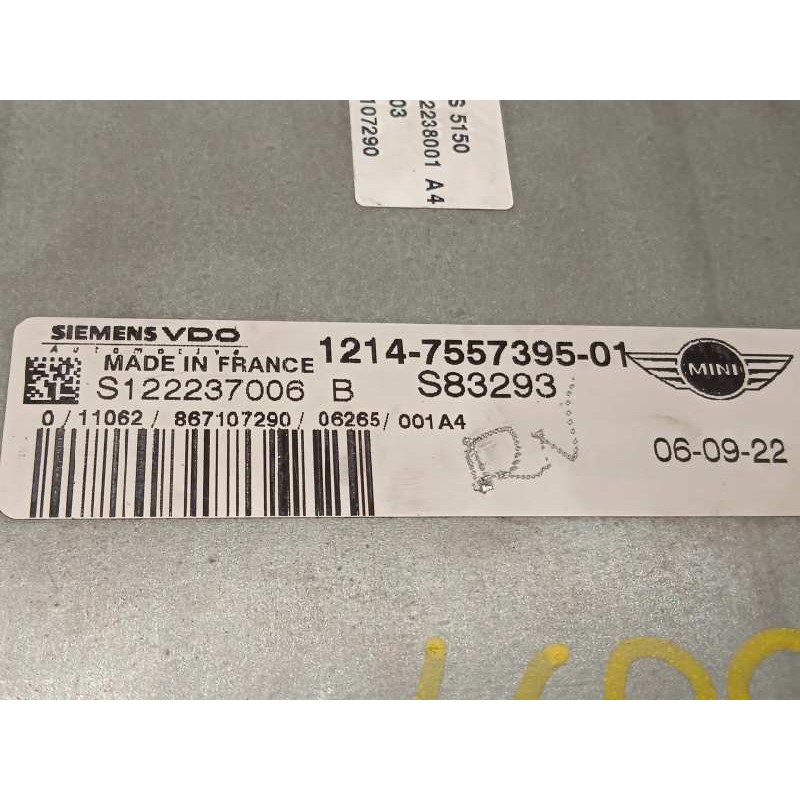 S 5150
2238001 A4
03
107290
SIEMENS VDO
Automotive
MADE IN FRANCE
1214-7557395-01
MINI
S122237006 B S83293
0/11062/867107290/06265/001A4
06-09-22